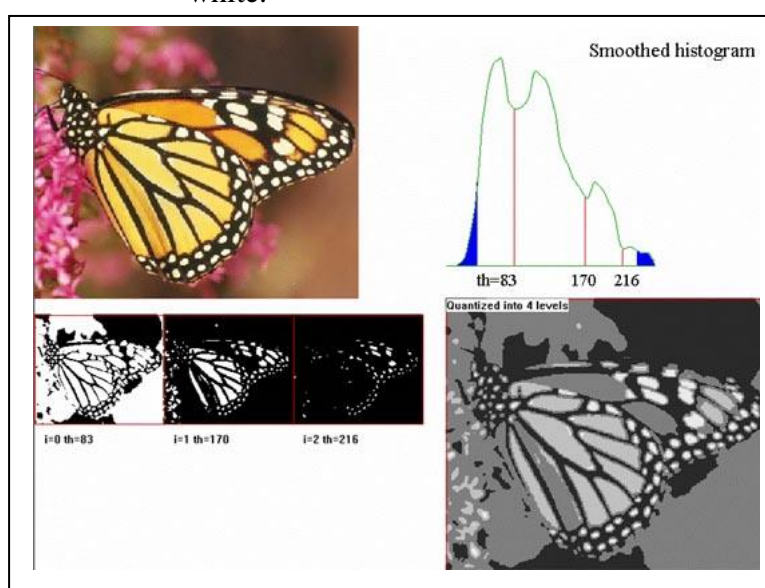 white.
Smoothed histogram
th=83 170 216
Quantized into 4 levels
i=0 th=83 i=1 th=170 i=2 th=216